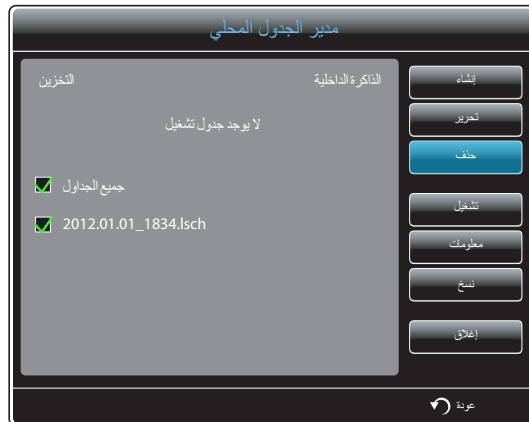 مدير الجدول المحلي
التخزين
الذاكرة الداخلية
لا يوجد جدول تشغيل
جميع الجداول
2012.01.01_1834.lsch
إنشاء
تحرير
حذف
تشغيل
معلومات
نسخ
إغلاق
عودة